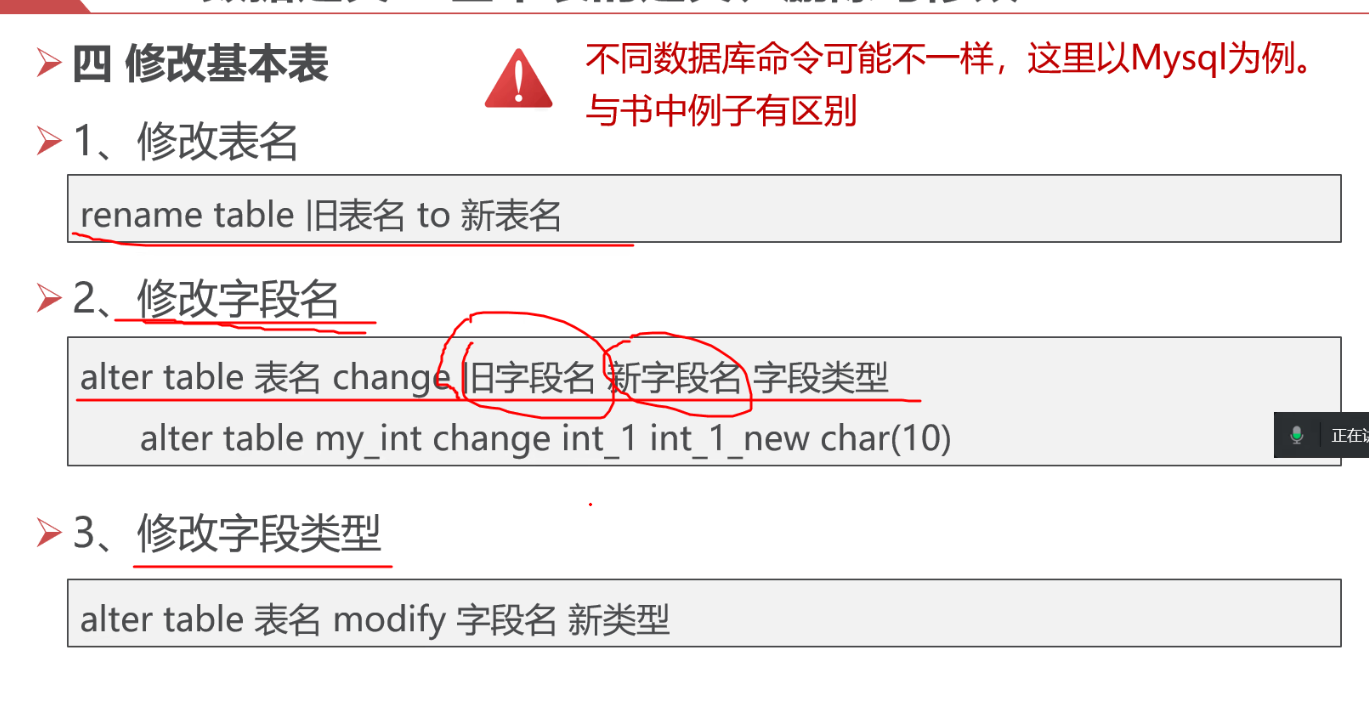 四 修改基本表
不同数据库命令可能不一样，这里以Mysql为例。
与书中例子有区别
1、修改表名
rename table 旧表名 to 新表名
2、修改字段名
alter table 表名 change 旧字段名 新字段名 字段类型
alter table my_int change int_1 int_1_new char(10)
正在
3、修改字段类型
alter table 表名 modify 字段名 新类型